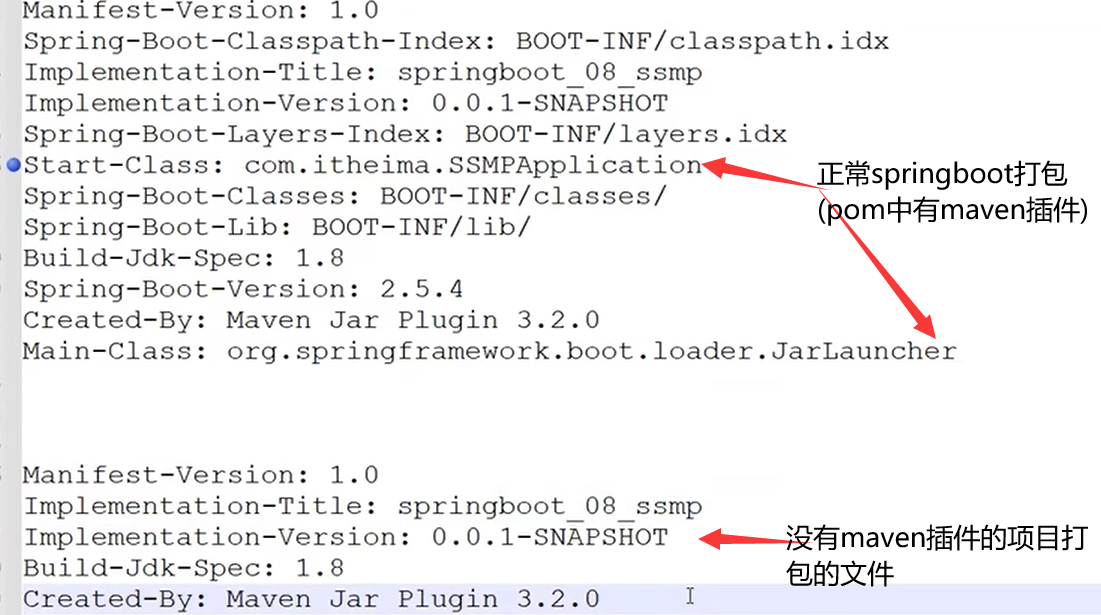 Manifest-Version: 1.0
Spring-Boot-Classpath-Index: BOOT-INF/classpath.idx
Implementation-Title: springboot_08_ssmp
Implementation-Version: 0.0.1-SNAPSHOT
Spring-Boot-Layers-Index: BOOT-INF/layers.idx
Start-Class: com.itheima.SSMPApplication
正常springboot打包
(pom中有maven插件)
Spring-Boot-Classes: BOOT-INF/classes/
Spring-Boot-Lib: BOOT-INF/lib/
Build-Jdk-Spec: 1.8
Spring-Boot-Version: 2.5.4
Created-By: Maven Jar Plugin 3.2.0
Main-Class: org.springframework.boot.loader.JarLauncher
Manifest-Version: 1.0
Implementation-Title: springboot_08_ssmp
Implementation-Version: 0.0.1-SNAPSHOT
没有maven插件的项目打
包的文件
Build-Jdk-Spec: 1.8
Created-By: Maven Jar Plugin 3.2.0